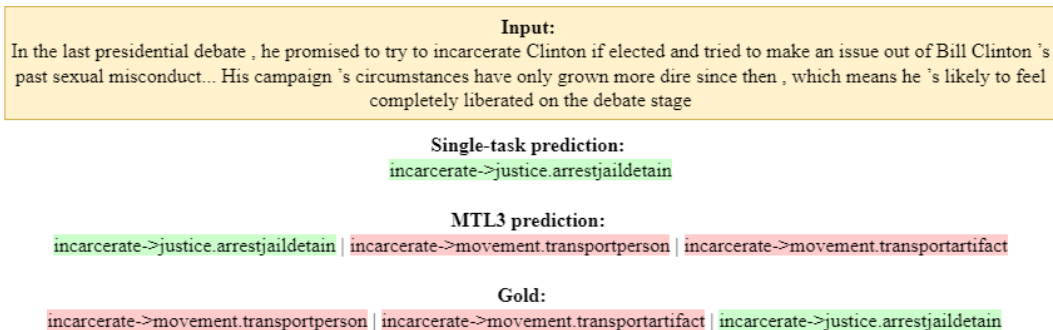 Input:
In the last presidential debate , he promised to try to incarcerate Clinton if elected and tried to make an issue out of Bill Clinton 's
past sexual misconduct... His campaign 's circumstances have only grown more dire since then , which means he 's likely to feel
completely liberated on the debate stage
Single-task prediction:
incarcerate->justice.arrestjaildetain
MTL3 prediction:
incarcerate->justice.arrestjaildetain | incarcerate->movement.transportperson | incarcerate->movement.transportartifact
Gold:
incarcerate->movement.transportperson | incarcerate->movement.transportartifact | incarcerate->justice.arrestjaildetain